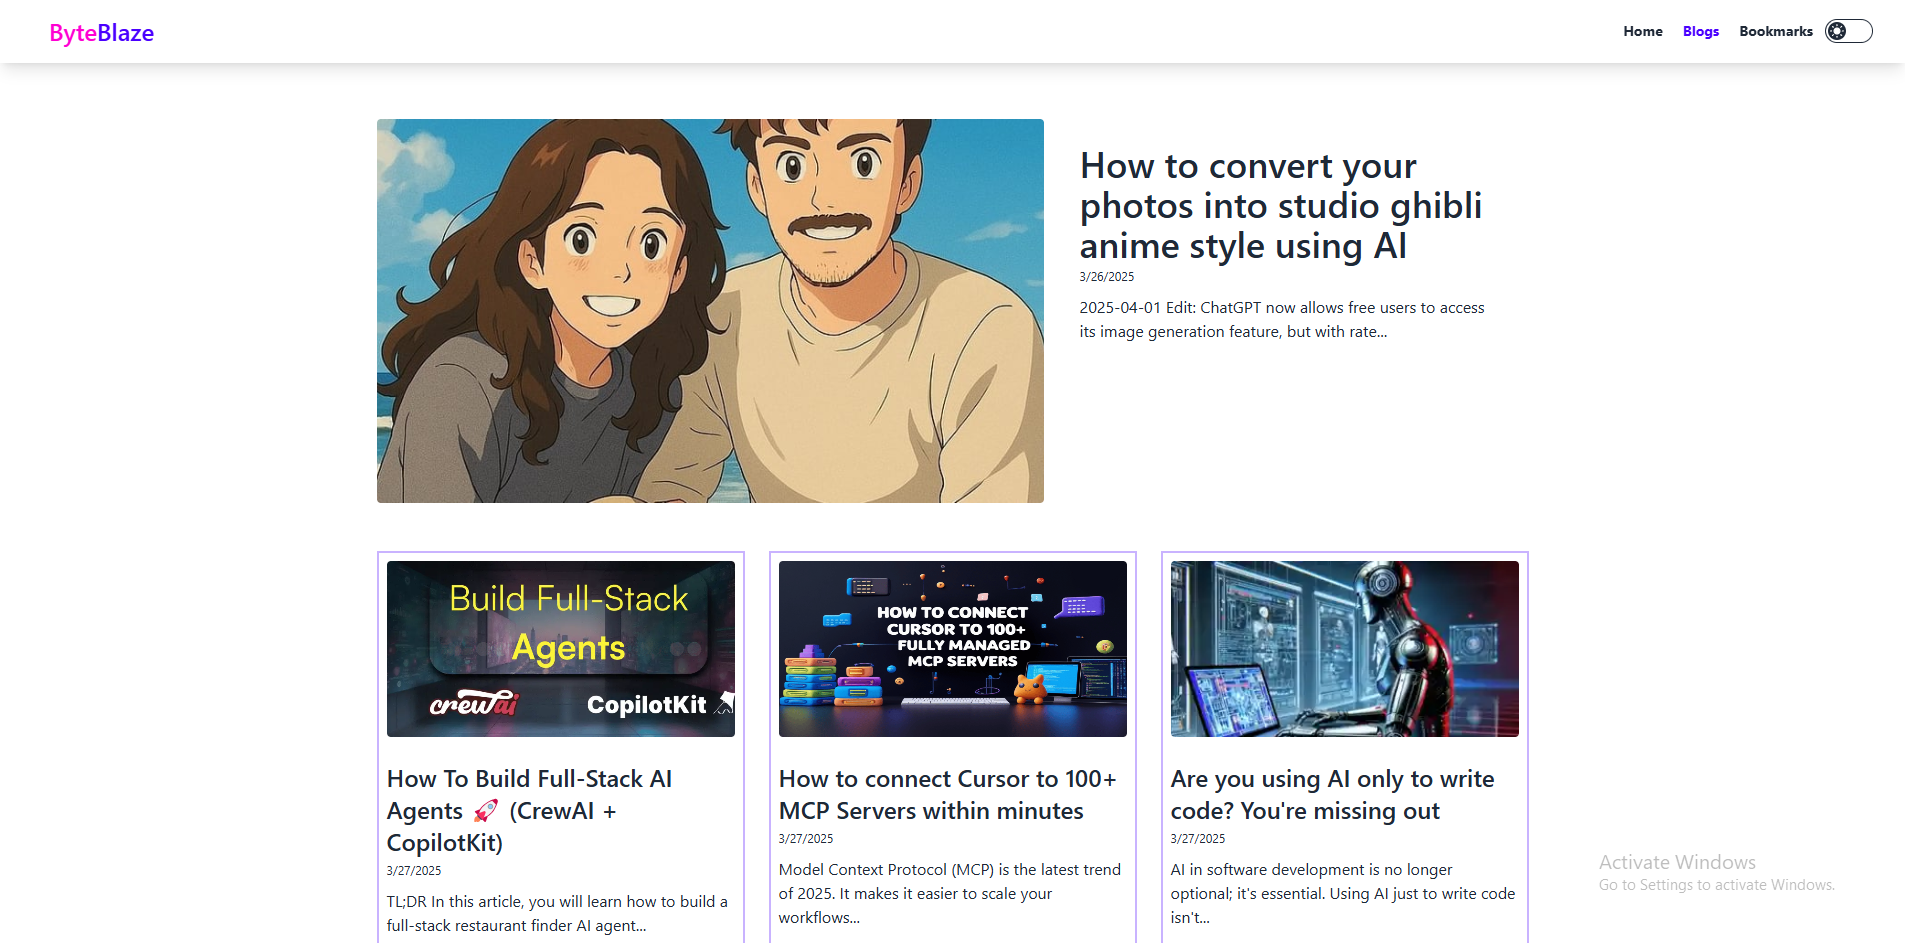 ByteBlaze
Home Blogs Bookmarks
How to convert your
photos into studio ghibli
anime style using AI
3/26/2025
2025-04-01 Edit: ChatGPT now allows free users to access
its image generation feature, but with rate...
Build Full-Stack
Agents
crewai CopilotKit
How To Build Full-Stack AI
Agents 🚀 (CrewAI +
CopilotKit)
3/27/2025
TL;DR In this article, you will learn how to build a
full-stack restaurant finder AI agent...
HOW TO CONNECT
CURSOR TO 100+
FULLY MANAGED
MCP SERVERS
How to connect Cursor to 100+
MCP Servers within minutes
3/27/2025
Model Context Protocol (MCP) is the latest trend
of 2025. It makes it easier to scale your
workflows...
Are you using AI only to write
code? You're missing out
3/27/2025
AI in software development is no longer
optional; it's essential. Using AI just to write code
isn't...
Activate Windows
Go to Settings to activate Windows.